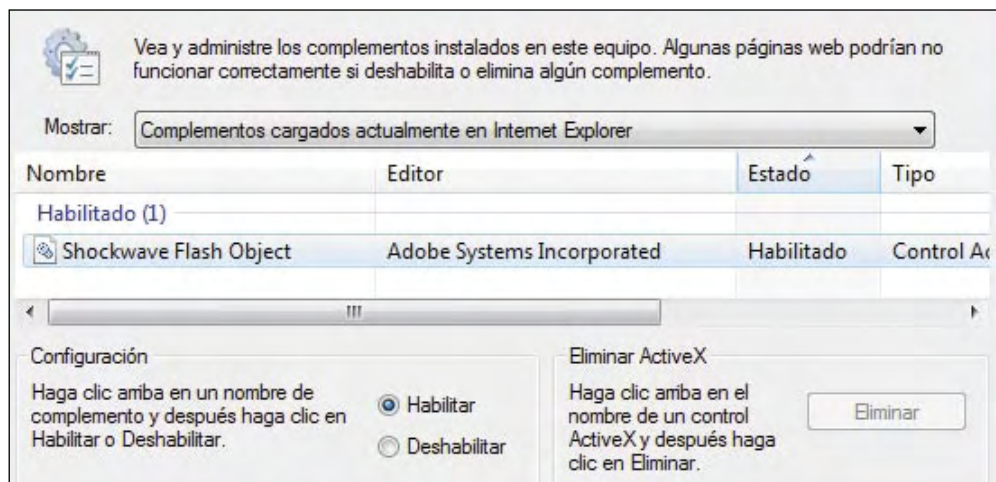 Vea y administre los complementos instalados en este equipo. Algunas páginas web podrían no
funcionar correctamente si deshabilita o elimina algún complemento.
Mostrar: Complementos cargados actualmente en Internet Explorer
Nombre Editor Estado Tipo
Habilitado (1)
Shockwave Flash Object Adobe Systems Incorporated Habilitado Control Ac
Configuración
Haga clic arriba en un nombre de
complemento y después haga clic en
Habilitar o Deshabilitar.
Habilitar
Deshabilitar
Eliminar ActiveX
Haga clic arriba en el
nombre de un control
ActiveX y después haga
clic en Eliminar.
Eliminar